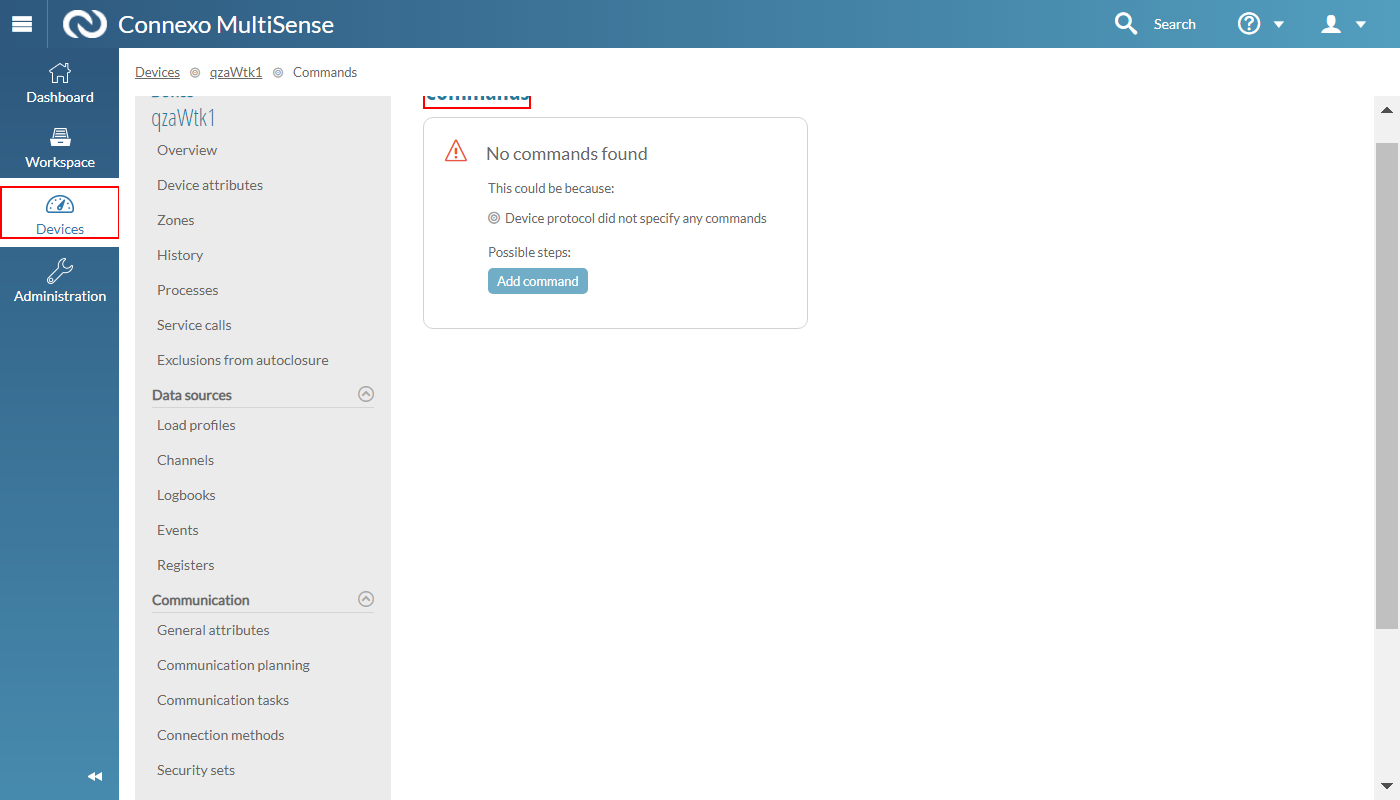 Connexo MultiSense
Search
Dashboard
Workspace
Devices
Administration
Devices qzaWtk1 Commands
Device
qzaWtk1
Overview
Device attributes
Zones
History
Processes
Service calls
Exclusions from autoclosure
Data sources
Load profiles
Channels
Logbooks
Events
Registers
Communication
General attributes
Communication planning
Communication tasks
Connection methods
Security sets
Commands
No commands found
This could be because:
Device protocol did not specify any commands
Possible steps:
Add command